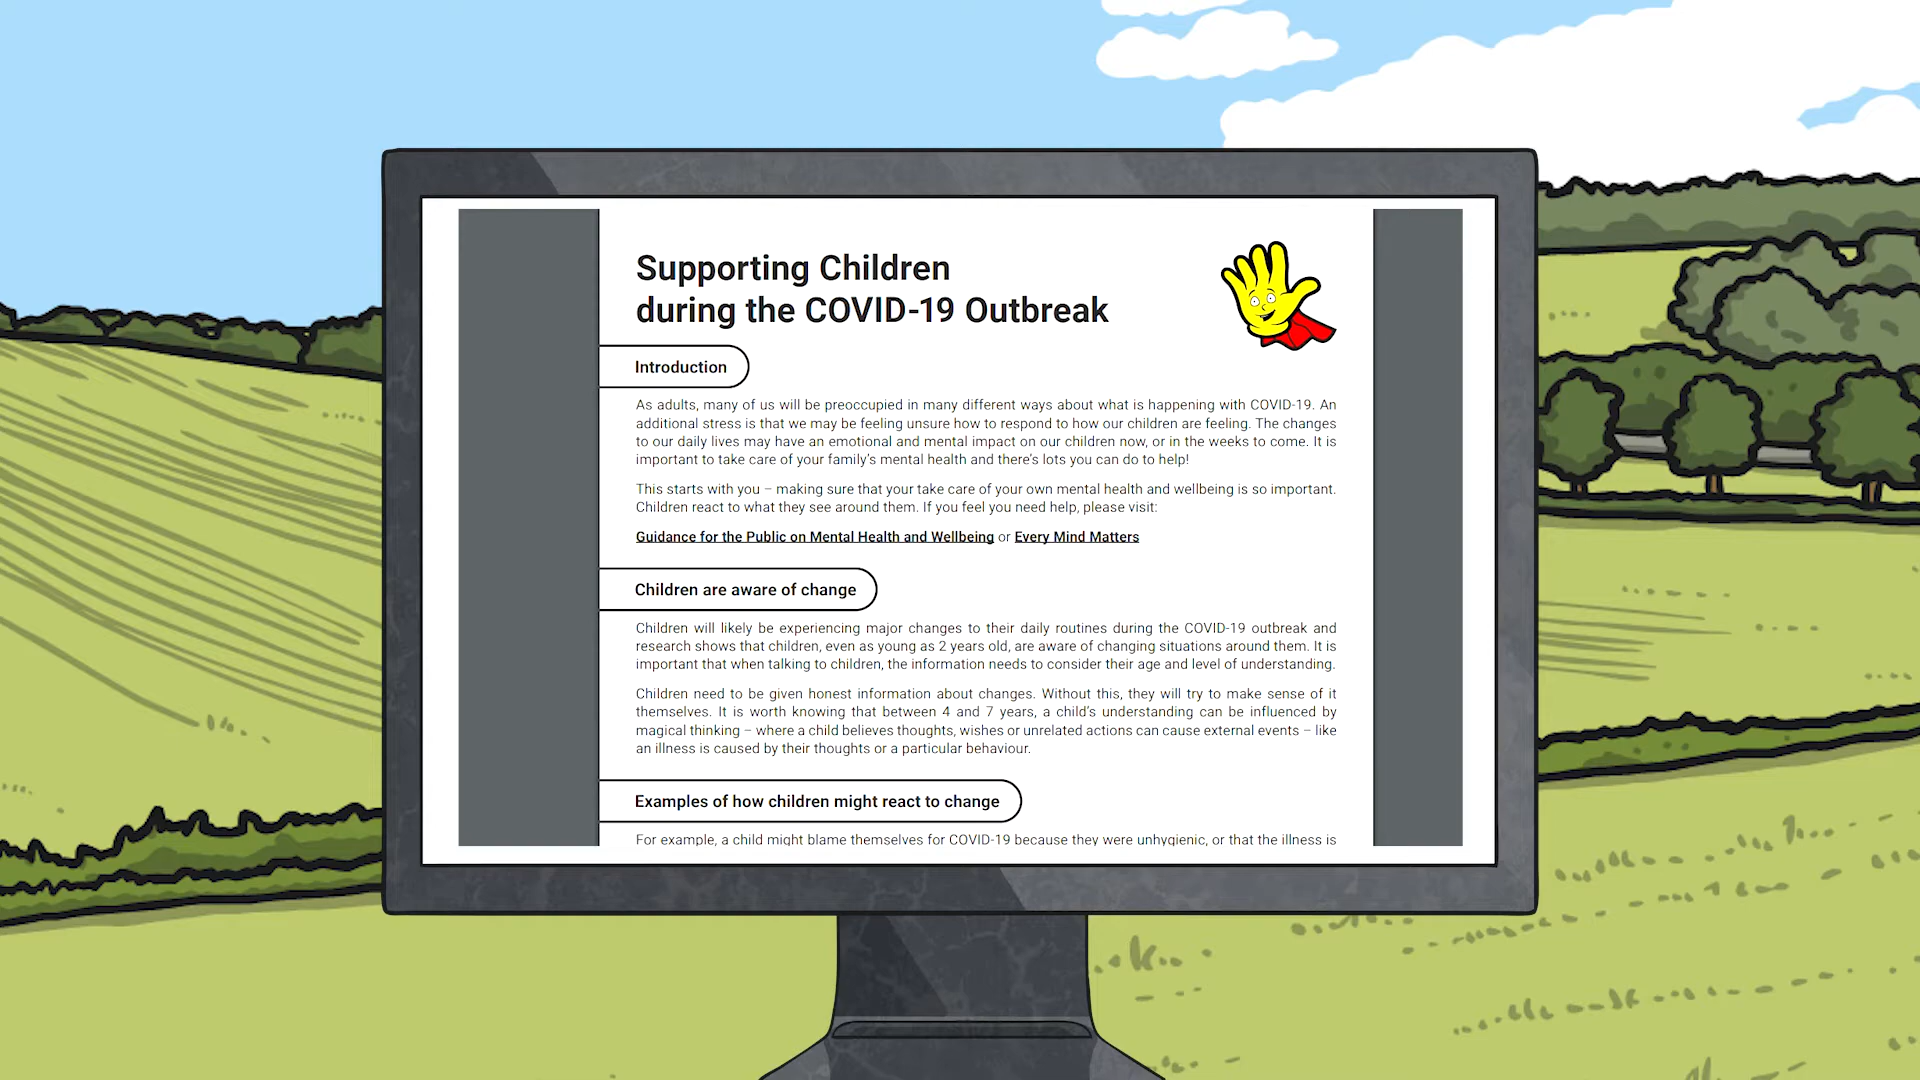 Supporting Children
during the COVID-19 Outbreak
Introduction
As adults, many of us will be preoccupied in many different ways about what is happening with COVID-19. An
additional stress is that we may be feeling unsure how to respond to how our children are feeling. The changes
to our daily lives may have an emotional and mental impact on our children now, or in the weeks to come. It is
important to take care of your family's mental health and there's lots you can do to help!
This starts with you – making sure that your take care of your own mental health and wellbeing is so important.
Children react to what they see around them. If you feel you need help, please visit:
Guidance for the Public on Mental Health and Wellbeing or Every Mind Matters
Children are aware of change
Children will likely be experiencing major changes to their daily routines during the COVID-19 outbreak and
research shows that children, even as young as 2 years old, are aware of changing situations around them. It is
important that when talking to children, the information needs to consider their age and level of understanding.
Children need to be given honest information about changes. Without this, they will try to make sense of it
themselves. It is worth knowing that between 4 and 7 years, a child's understanding can be influenced by
magical thinking – where a child believes thoughts, wishes or unrelated actions can cause external events – like
an illness is caused by their thoughts or a particular behaviour.
Examples of how children might react to change
For example, a child might blame themselves for COVID-19 because they were unhygienic, or that the illness is